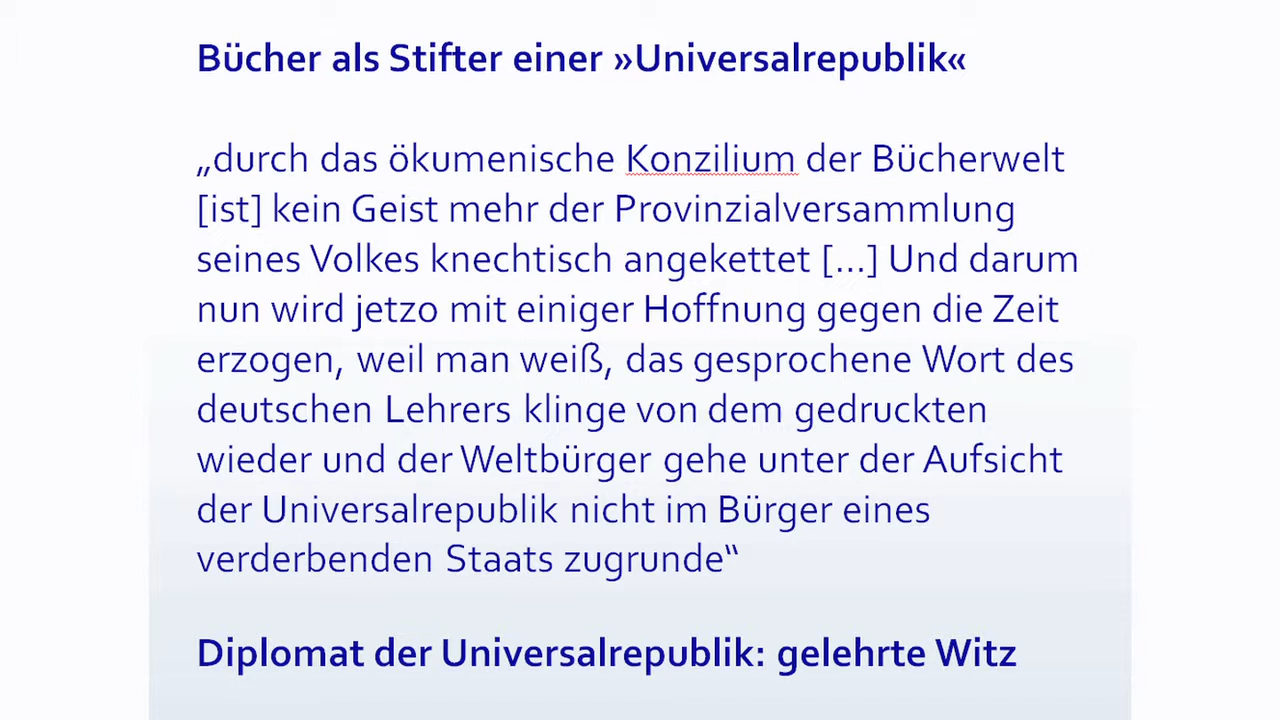 Bücher als Stifter einer »Universalrepublik«
„durch das ökumenische Konzilium der Bücherwelt
[ist] kein Geist mehr der Provinzialversammlung
seines Volkes knechtisch angekettet [...] Und darum
nun wird jetzo mit einiger Hoffnung gegen die Zeit
erzogen, weil man weiß, das gesprochene Wort des
deutschen Lehrers klinge von dem gedruckten
wieder und der Weltbürger gehe unter der Aufsicht
der Universalrepublik nicht im Bürger eines
verderbenden Staats zugrunde“
Diplomat der Universalrepublik: gelehrte Witz